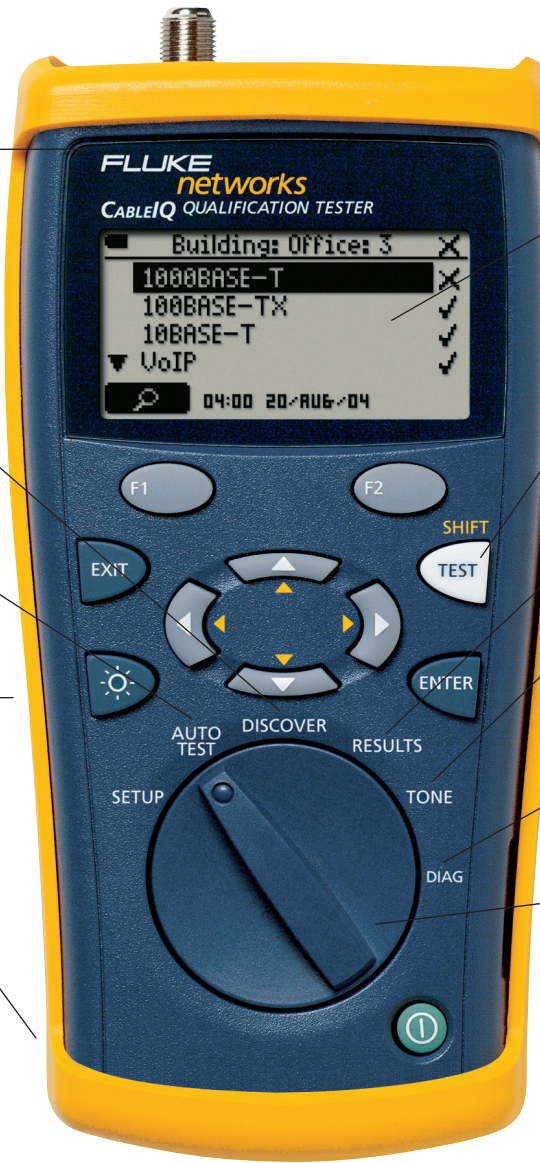 FLUKE
networks
CABLEIQ QUALIFICATION TESTER
Building: Office: 3
1000BASE-T
100BASE-TX
10BASE-T
VoIP
04:00 20/AUG/04
F1
F2
SHIFT
EXIT
TEST
ENTER
AUTO
TEST
DISCOVER
RESULTS
SETUP
TONE
DIAG